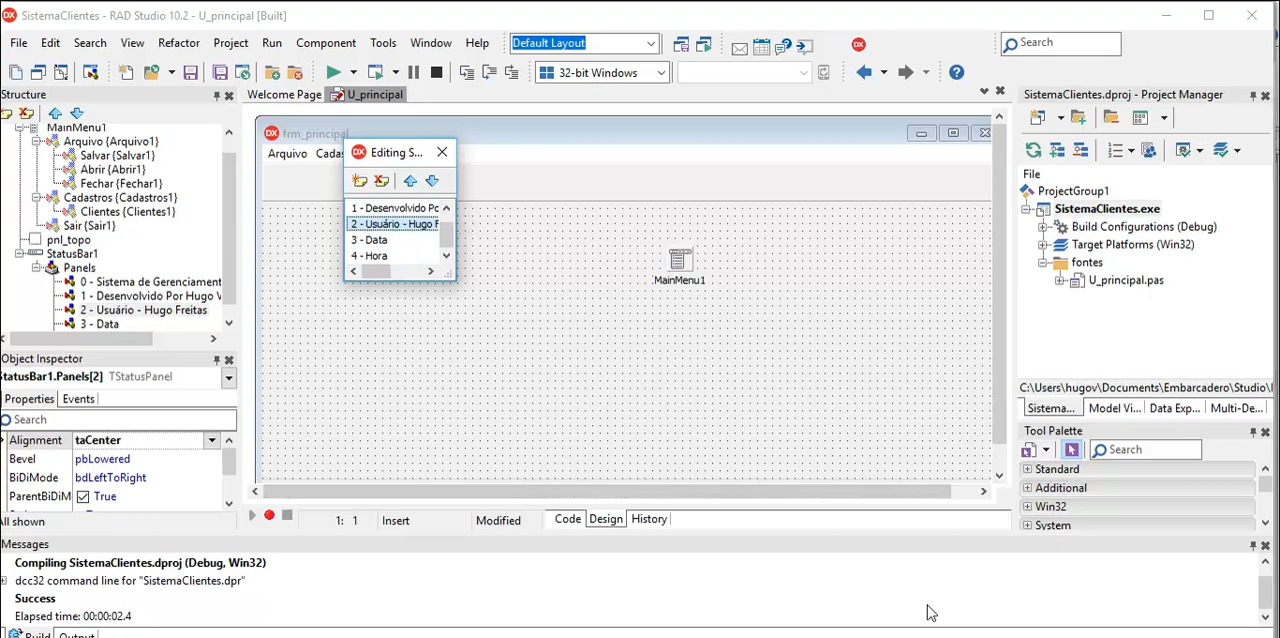 SistemaClientes - RAD Studio 10.2 - U_principal [Built]
File Edit Search View Refactor Project Run Component Tools Window Help Default Layout Search
32-bit Windows
Structure
MainMenu1
Arquivo {Arquivo1}
Salvar {Salvar1}
Abrir {Abrir1}
Fechar {Fechar1}
Cadastros {Cadastros1}
Clientes {Clientes1}
Sair {Sair1}
pnl_topo
StatusBar1
Panels
0 - Sistema de Gerenciament
1 - Desenvolvido Por Hugo V
2 - Usuário - Hugo Freitas
3 - Data
Object Inspector
StatusBar1.Panels[2] TStatusPanel
Properties Events
Search
Alignment taCenter
Bevel pbLowered
BiDiMode bdLeftToRight
ParentBiDiM True
All shown
Welcome Page U_principal
frm_principal
Arquivo Cadas
Editing S...
1 - Desenvolvido Po
2 - Usuário - Hugo F
3 - Data
4 - Hora
MainMenu1
1: 1 Insert Modified Code Design History
SistemaClientes.dproj - Project Manager
File
ProjectGroup1
SistemaClientes.exe
Build Configurations (Debug)
Target Platforms (Win32)
fontes
U_principal.pas
C:\Users\hugov\Documents\Embarcadero\Studio\
Sistema... Model Vi... Data Exp... Multi-De...
Tool Palette
Search
Standard
Additional
Win32
System
Messages
Compiling SistemaClientes.dproj (Debug, Win32)
dcc32 command line for "SistemaClientes.dpr"
Success
Elapsed time: 00:00:02.4
Build Output